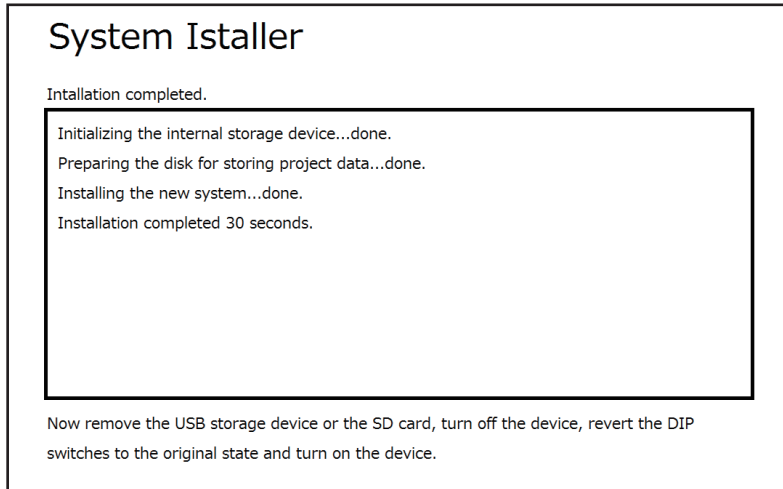 System Istaller
Intallation completed.
Initializing the internal storage device...done.
Preparing the disk for storing project data...done.
Installing the new system...done.
Installation completed 30 seconds.
Now remove the USB storage device or the SD card, turn off the device, revert the DIP
switches to the original state and turn on the device.